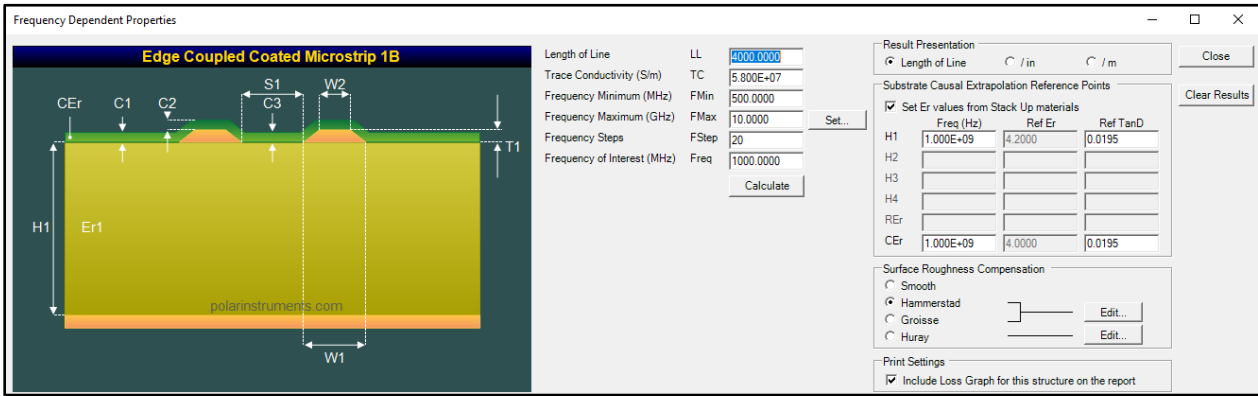 Frequency Dependent Properties
Edge Coupled Coated Microstrip 1B
S1
W2
CEr
C1
C2
C3
T1
H1
Er1
polarinstruments.com
W1
Length of Line LL 4000.0000
Trace Conductivity (S/m) TC 5.800E+07
Frequency Minimum (MHz) FMin 500.0000
Frequency Maximum (GHz) FMax 10.0000 Set...
Frequency Steps FStep 20
Frequency of Interest (MHz) Freq 1000.0000
Calculate
Result Presentation
Length of Line / in / m
Substrate Causal Extrapolation Reference Points
Set Er values from Stack Up materials
Freq (Hz) Ref Er Ref TanD
H1 1.000E+09 4.2000 0.0195
H2
H3
H4
REr
CEr 1.000E+09 4.0000 0.0195
Surface Roughness Compensation
Smooth
Hammerstad
Groisse
Edit...
Huray Edit...
Print Settings
Include Loss Graph for this structure on the report
Close
Clear Results